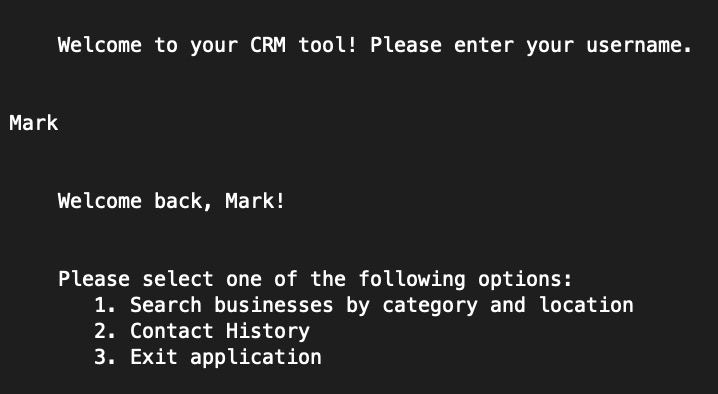 Welcome to your CRM tool! Please enter your username.
Mark
Welcome back, Mark!
Please select one of the following options:
1. Search businesses by category and location
2. Contact History
3. Exit application